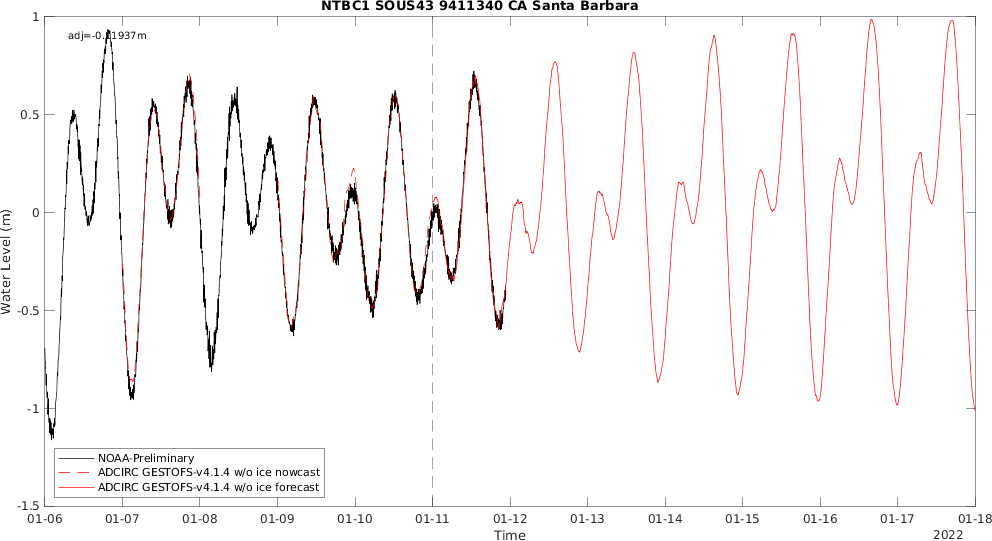 NTBC1 SOUS43 9411340 CA Santa Barbara
1
0.5
0
-0.5
-1
-1.5
Water Level (m)
NOAA-Preliminary
ADCIRC GESTOFS-v4.1.4 w/o ice nowcast
ADCIRC GESTOFS-v4.1.4 w/o ice forecast
01-06 01-07 01-08 01-09 01-10 01-11 01-12 01-13 01-14 01-15 01-16 01-17 01-18
Time
2022